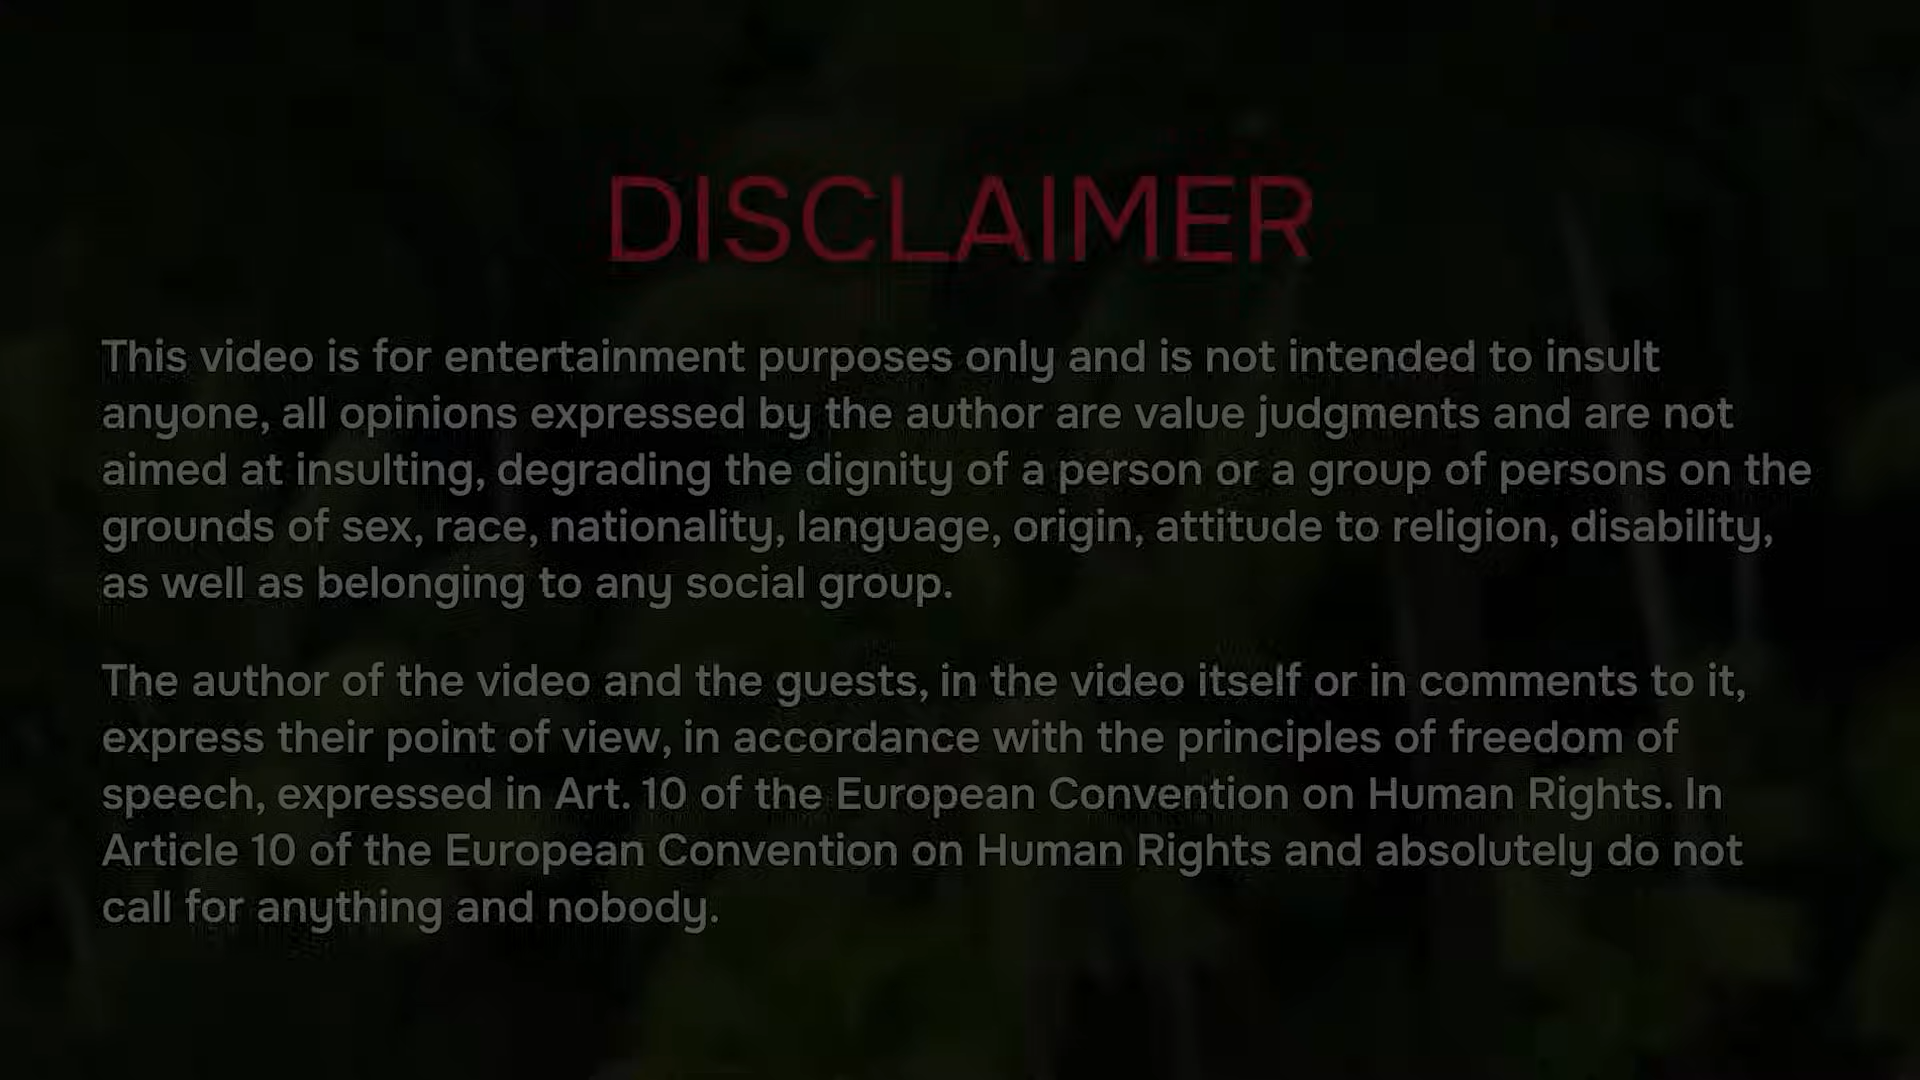 DISCLAIMER
This video is for entertainment purposes only and is not intended to insult
anyone, all opinions expressed by the author are value judgments and are not
aimed at insulting, degrading the dignity of a person or a group of persons on the
grounds of sex, race, nationality, language, origin, attitude to religion, disability,
as well as belonging to any social group.
The author of the video and the guests, in the video itself or in comments to it,
express their point of view, in accordance with the principles of freedom of
speech, expressed in Art. 10 of the European Convention on Human Rights. In
Article 10 of the European Convention on Human Rights and absolutely do not
call for anything and nobody.